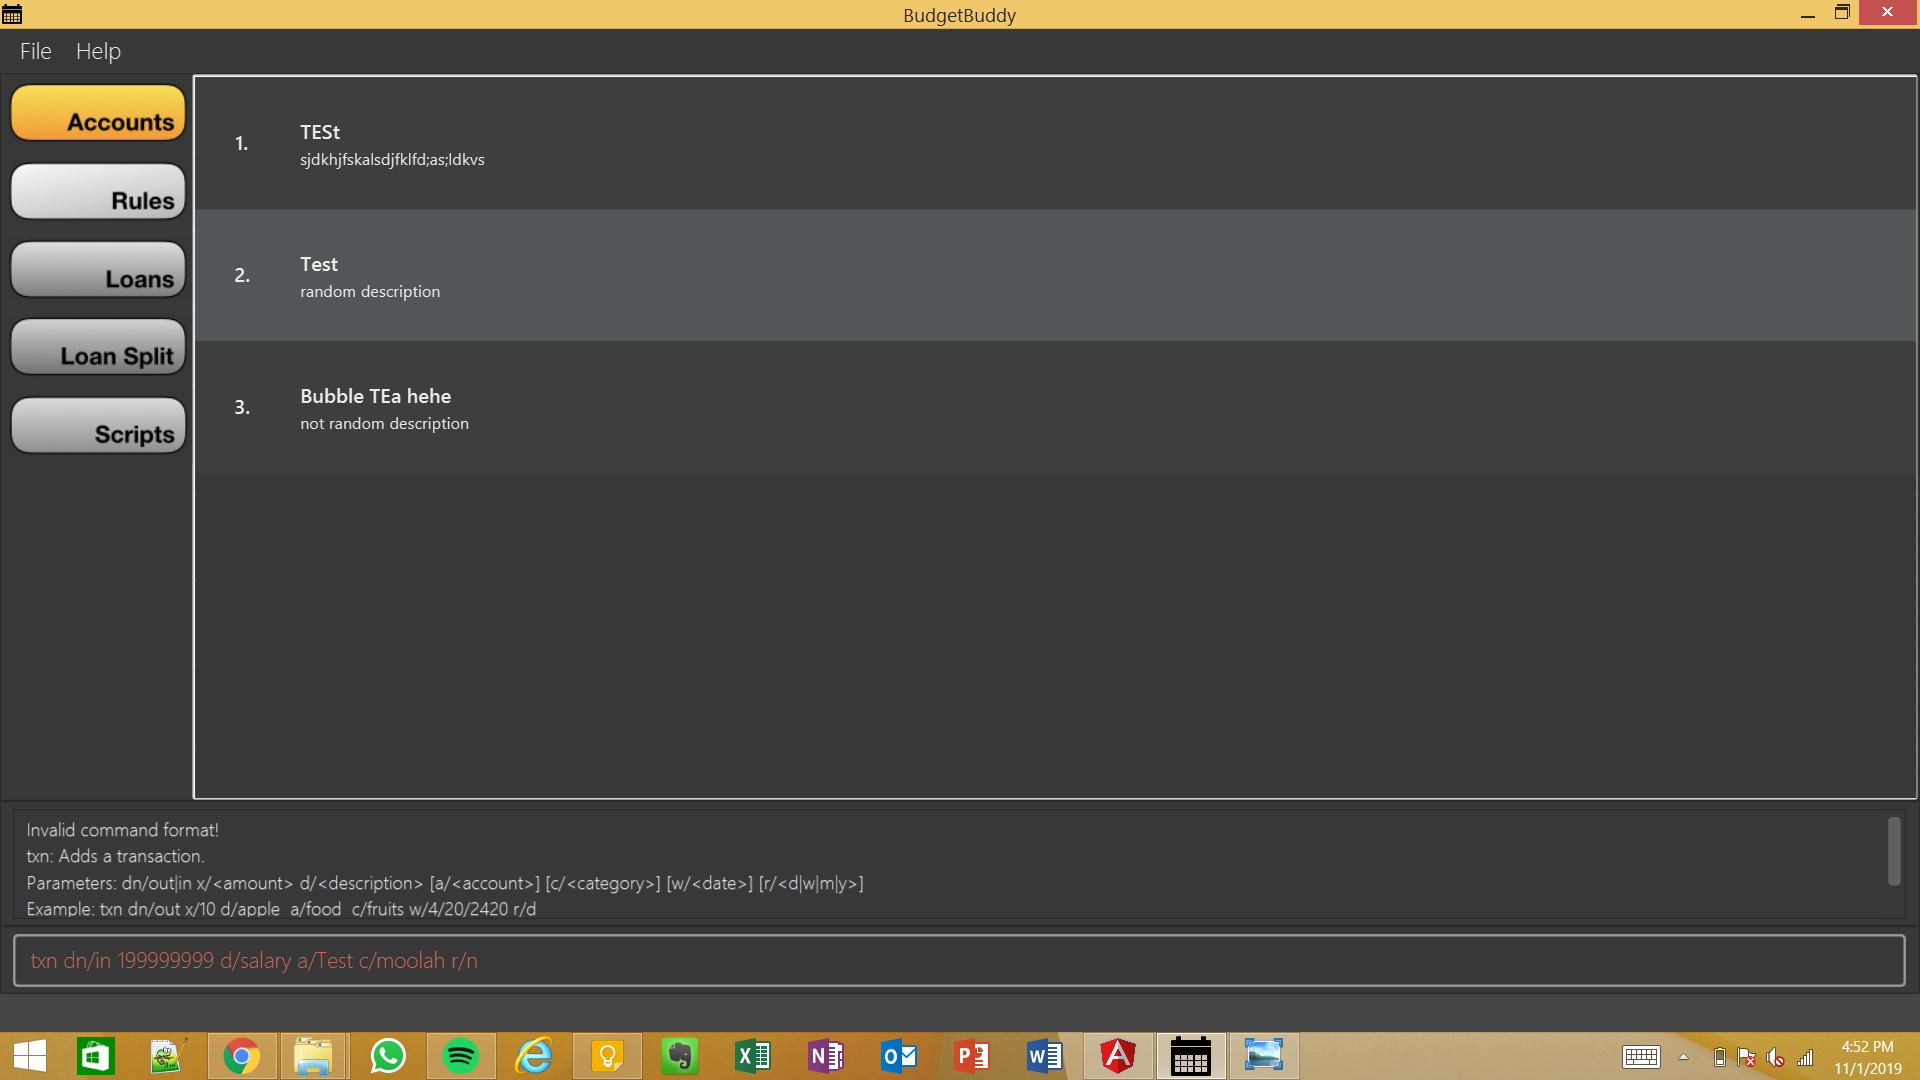 BudgetBuddy
File Help
Accounts
Rules
Loans
Loan Split
Scripts
1. TESt
sjdkhjfskalsdjfklfd;as;ldkvs
2. Test
random description
3. Bubble TEa hehe
not random description
Invalid command format!
txn: Adds a transaction.
Parameters: dn/out|in x/<amount> d/<description> [a/<account>] [c/<category>] [w/<date>] [r/<d|w|m|y>]
Example: txn dn/out x/10 d/apple a/food c/fruits w/4/20/2420 r/d
txn dn/in 199999999 d/salary a/Test c/moolah r/n
4:52 PM
11/1/2019